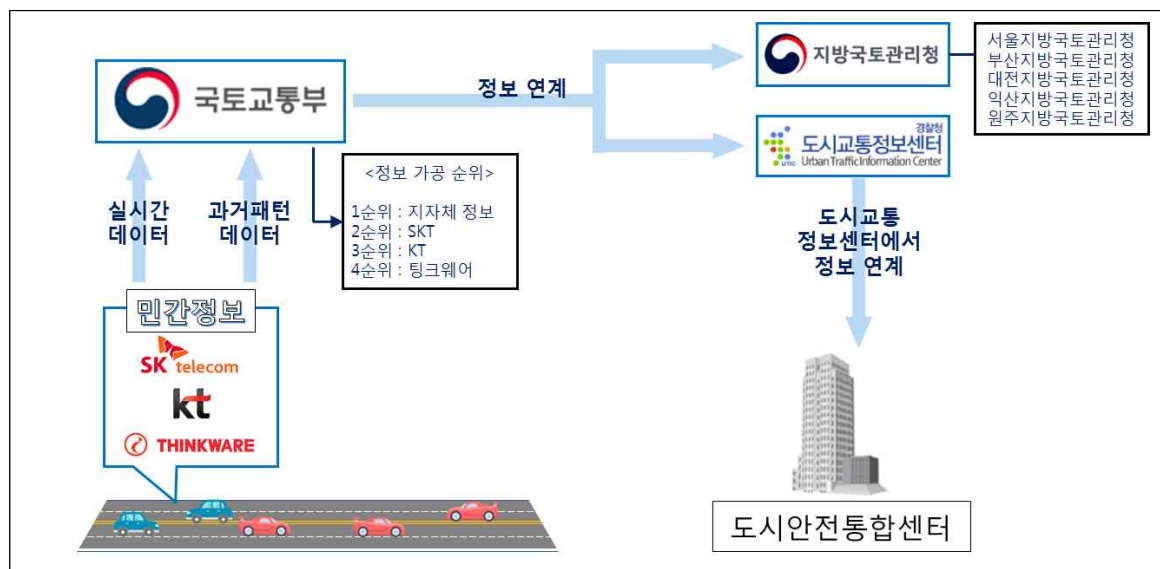 국토교통부
정보 연계
지방국토관리청
서울지방국토관리청
부산지방국토관리청
대전지방국토관리청
익산지방국토관리청
원주지방국토관리청
경찰청
도시교통정보센터
UTIC
Urban Traffic Information Center
<정보 가공 순위>
1순위 : 지자체 정보
2순위 : SKT
3순위 : KT
4순위 : 팅크웨어
실시간
데이터
과거패턴
데이터
도시교통
정보센터에서
정보 연계
민간정보
SK telecom
kt
THINKWARE
도시안전통합센터